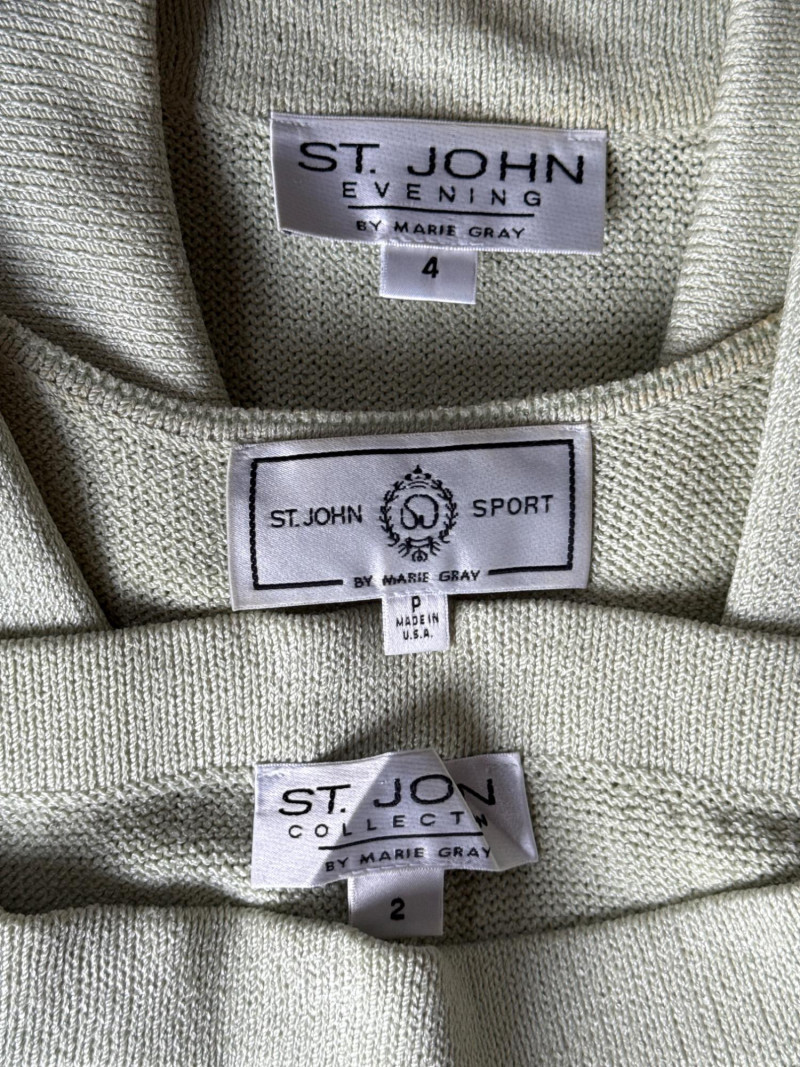 ST. JOHN
EVENING
BY MARIE GRAY
4
ST. JOHN SPORT
BY MARIE GRAY
P
MADE IN
U.S.A.
ST. JON
COLLECTN
BY MARIE GRAY
2